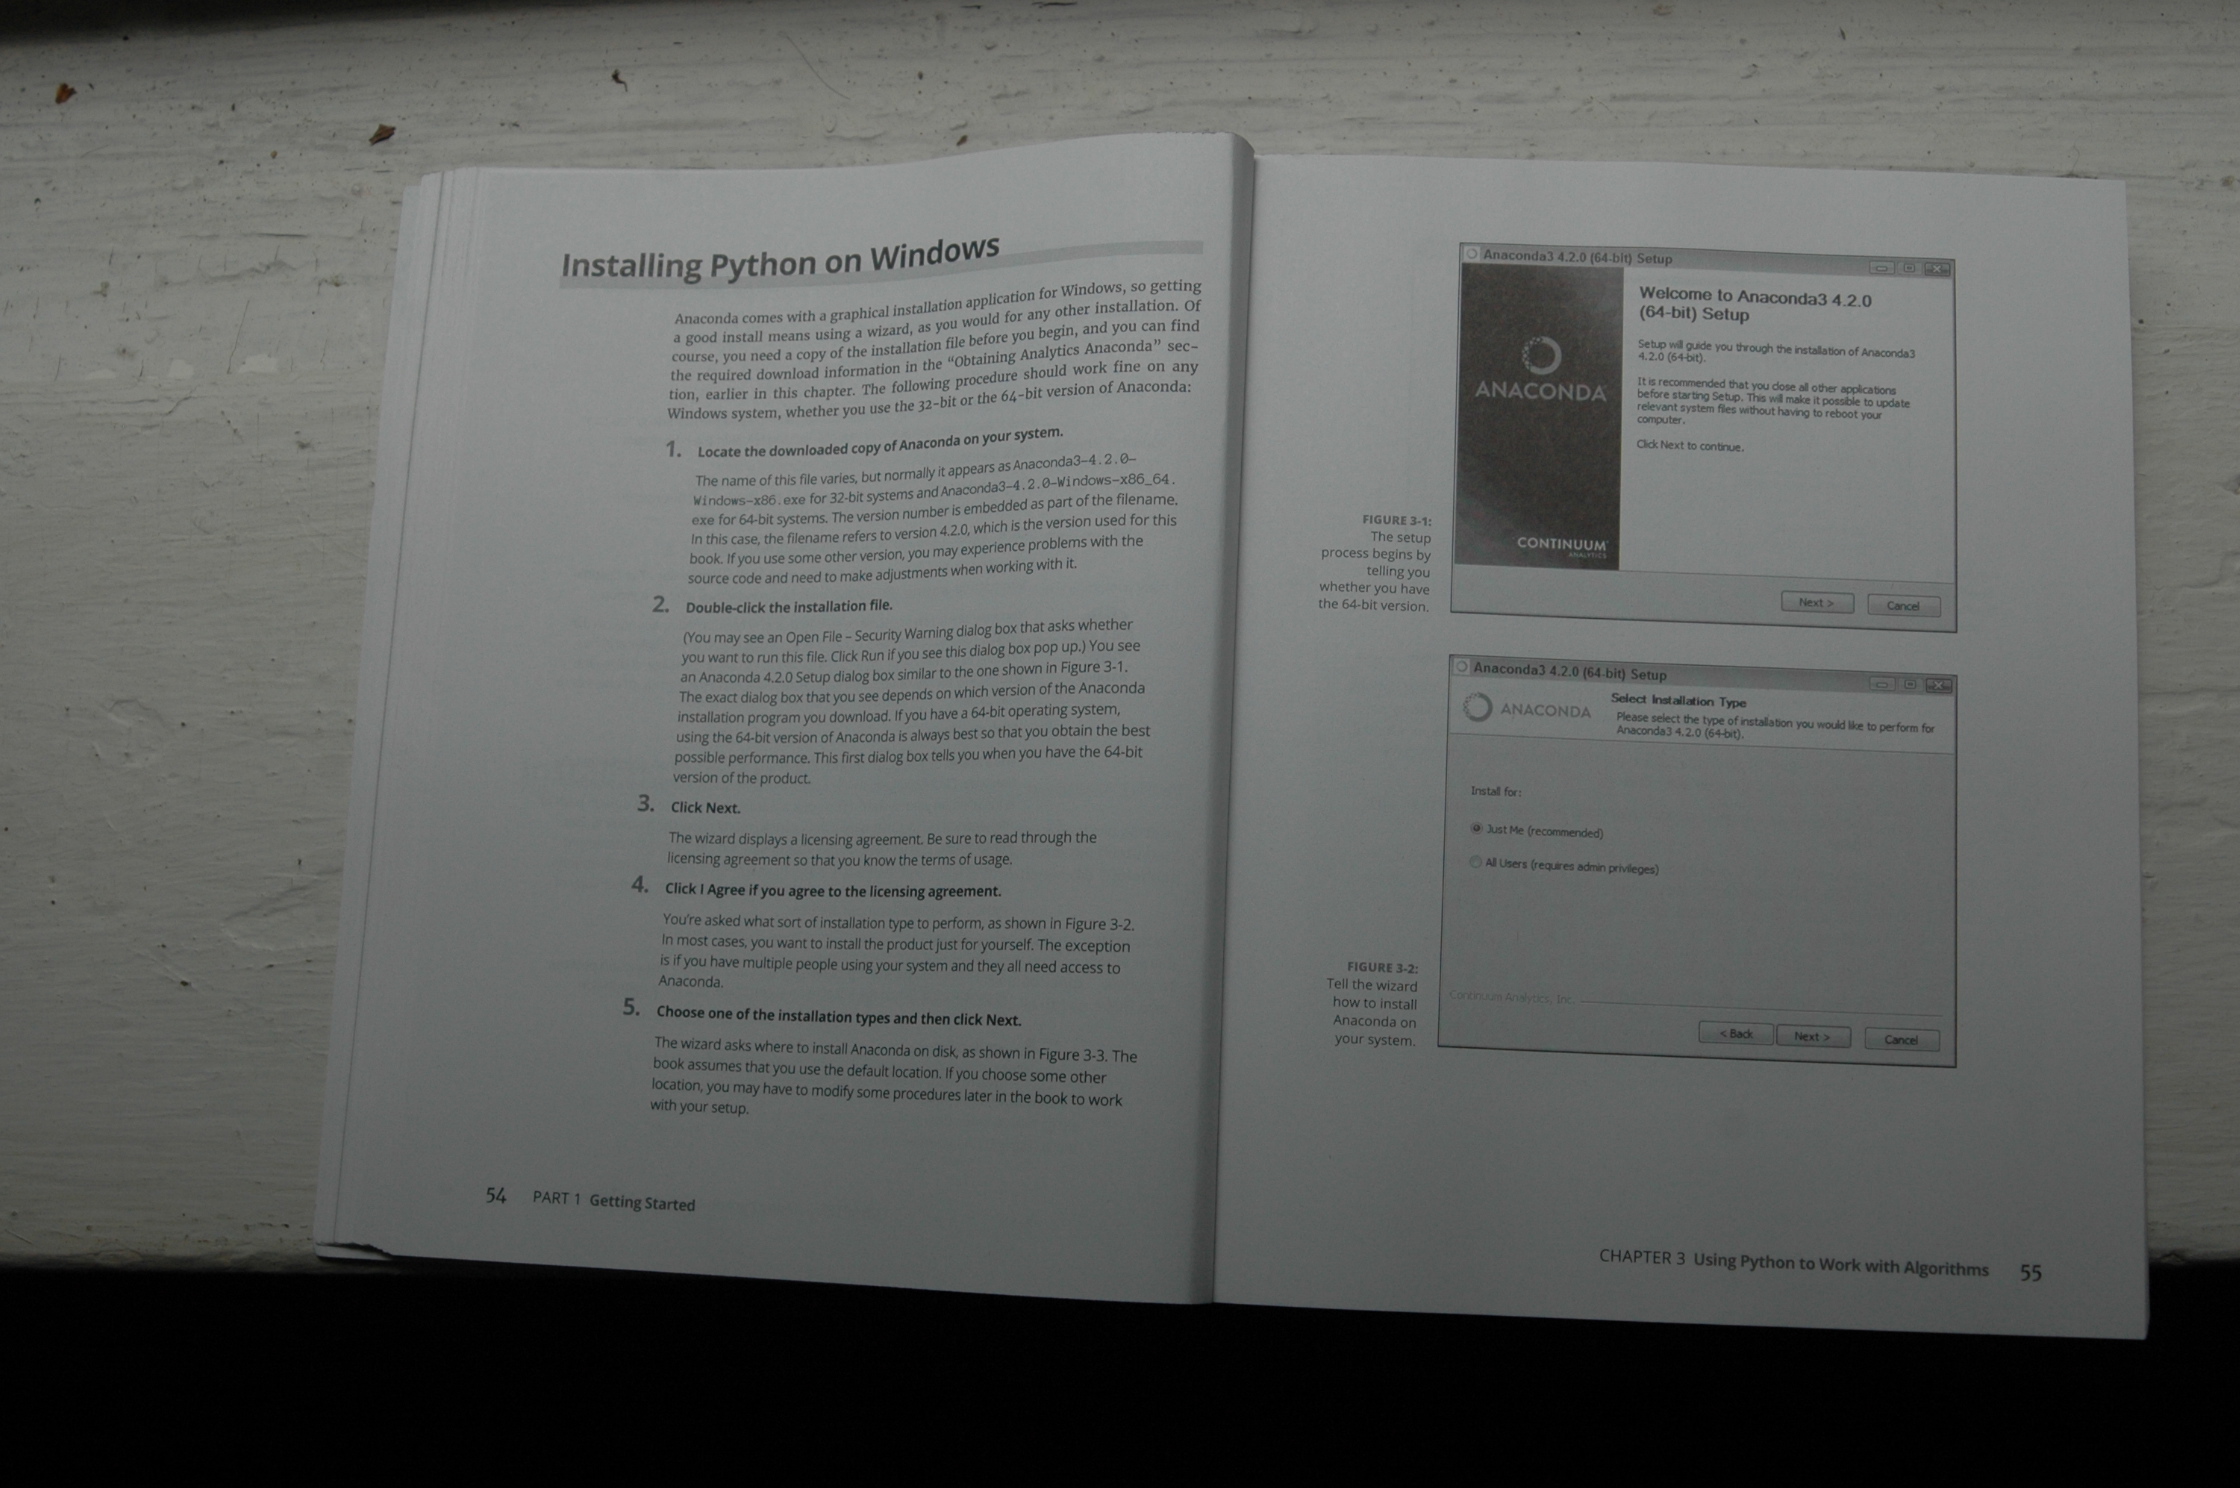 Installing Python on Windows
Anaconda comes with a graphical installation application for Windows, so getting
a good install means using a wizard, as you would for any other installation. Of
course, you need a copy of the installation file before you begin, and you can find
the required download information in the “Obtaining Analytics Anaconda” sec-
tion, earlier in this chapter. The following procedure should work fine on any
Windows system, whether you use the 32-bit or the 64-bit version of Anaconda:
1. Locate the downloaded copy of Anaconda on your system.
The name of this file varies, but normally it appears as Anaconda3-4.2.0-
Windows-x86.exe for 32-bit systems and Anaconda3-4.2.0-Windows-x86_64.
exe for 64-bit systems. The version number is embedded as part of the filename.
In this case, the filename refers to version 4.2.0, which is the version used for this
book. If you use some other version, you may experience problems with the
source code and need to make adjustments when working with it.
2. Double-click the installation file.
(You may see an Open File – Security Warning dialog box that asks whether
you want to run this file. Click Run if you see this dialog box pop up.) You see
an Anaconda 4.2.0 Setup dialog box similar to the one shown in Figure 3-1.
The exact dialog box that you see depends on which version of the Anaconda
installation program you download. If you have a 64-bit operating system,
using the 64-bit version of Anaconda is always best so that you obtain the best
possible performance. This first dialog box tells you when you have the 64-bit
version of the product.
3. Click Next.
The wizard displays a licensing agreement. Be sure to read through the
licensing agreement so that you know the terms of usage.
4. Click I Agree if you agree to the licensing agreement.
You’re asked what sort of installation type to perform, as shown in Figure 3-2.
In most cases, you want to install the product just for yourself. The exception
is if you have multiple people using your system and they all need access to
Anaconda.
5. Choose one of the installation types and then click Next.
The wizard asks where to install Anaconda on disk, as shown in Figure 3-3. The
book assumes that you use the default location. If you choose some other
location, you may have to modify some procedures later in the book to work
with your setup.
54 PART 1 Getting Started
Anaconda3 4.2.0 (64-bit) Setup
ANACONDA
CONTINUUM
ANALYTICS
Welcome to Anaconda3 4.2.0
(64-bit) Setup
Setup will guide you through the installation of Anaconda3
4.2.0 (64-bit).
It is recommended that you close all other applications
before starting Setup. This will make it possible to update
relevant system files without having to reboot your
computer.
Click Next to continue.
Next > Cancel
FIGURE 3-1:
The setup
process begins by
telling you
whether you have
the 64-bit version.
Anaconda3 4.2.0 (64-bit) Setup
ANACONDA
Select Installation Type
Please select the type of installation you would like to perform for
Anaconda3 4.2.0 (64-bit).
Install for:
Just Me (recommended)
All Users (requires admin privileges)
Continuum Analytics, Inc.
< Back Next > Cancel
FIGURE 3-2:
Tell the wizard
how to install
Anaconda on
your system.
CHAPTER 3 Using Python to Work with Algorithms 55